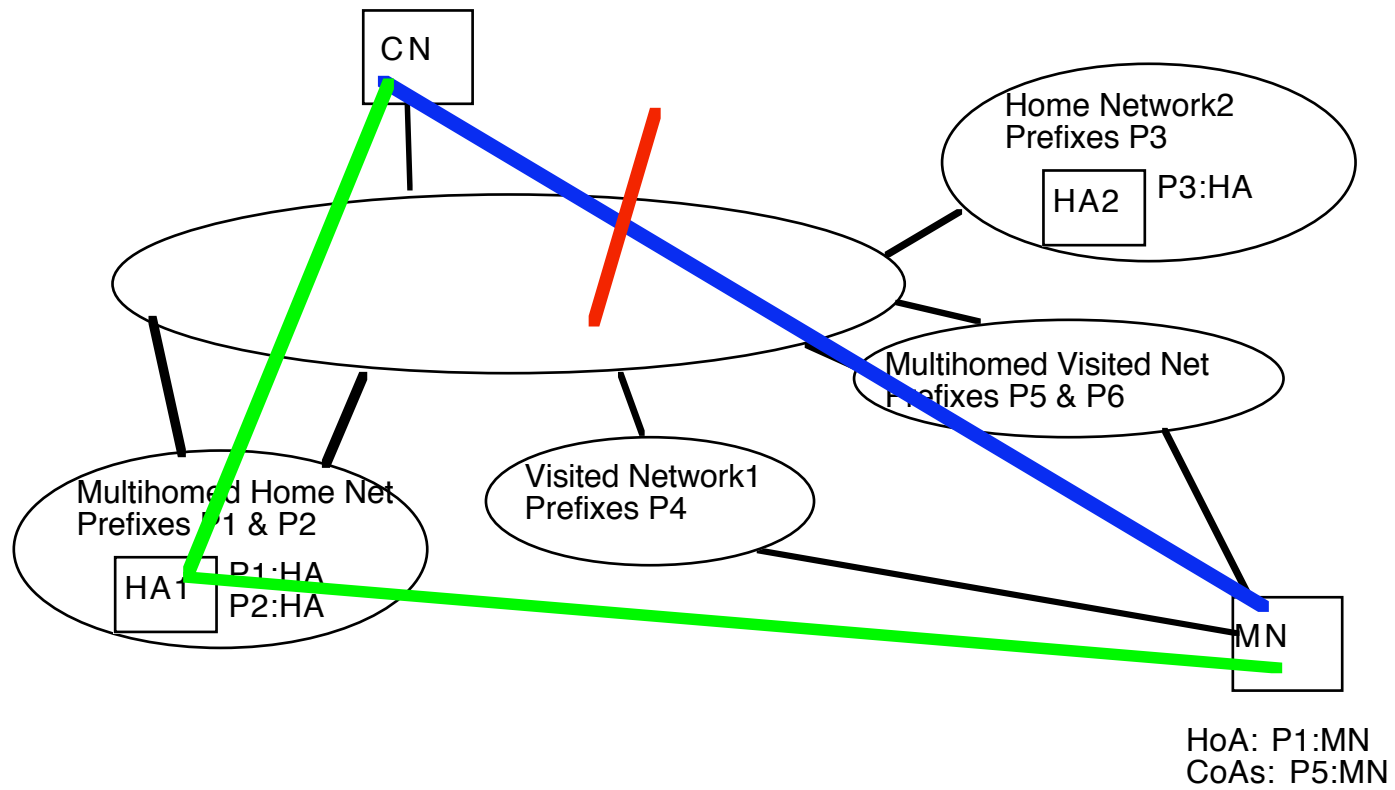 CN
Home Network2
Prefixes P3
HA2
P3:HA
Multihomed Visited Net
Prefixes P5 & P6
Multihomed Home Net
Prefixes P1 & P2
Visited Network1
Prefixes P4
HA1
P1:HA
P2:HA
MN
HoA: P1:MN
CoAs: P5:MN